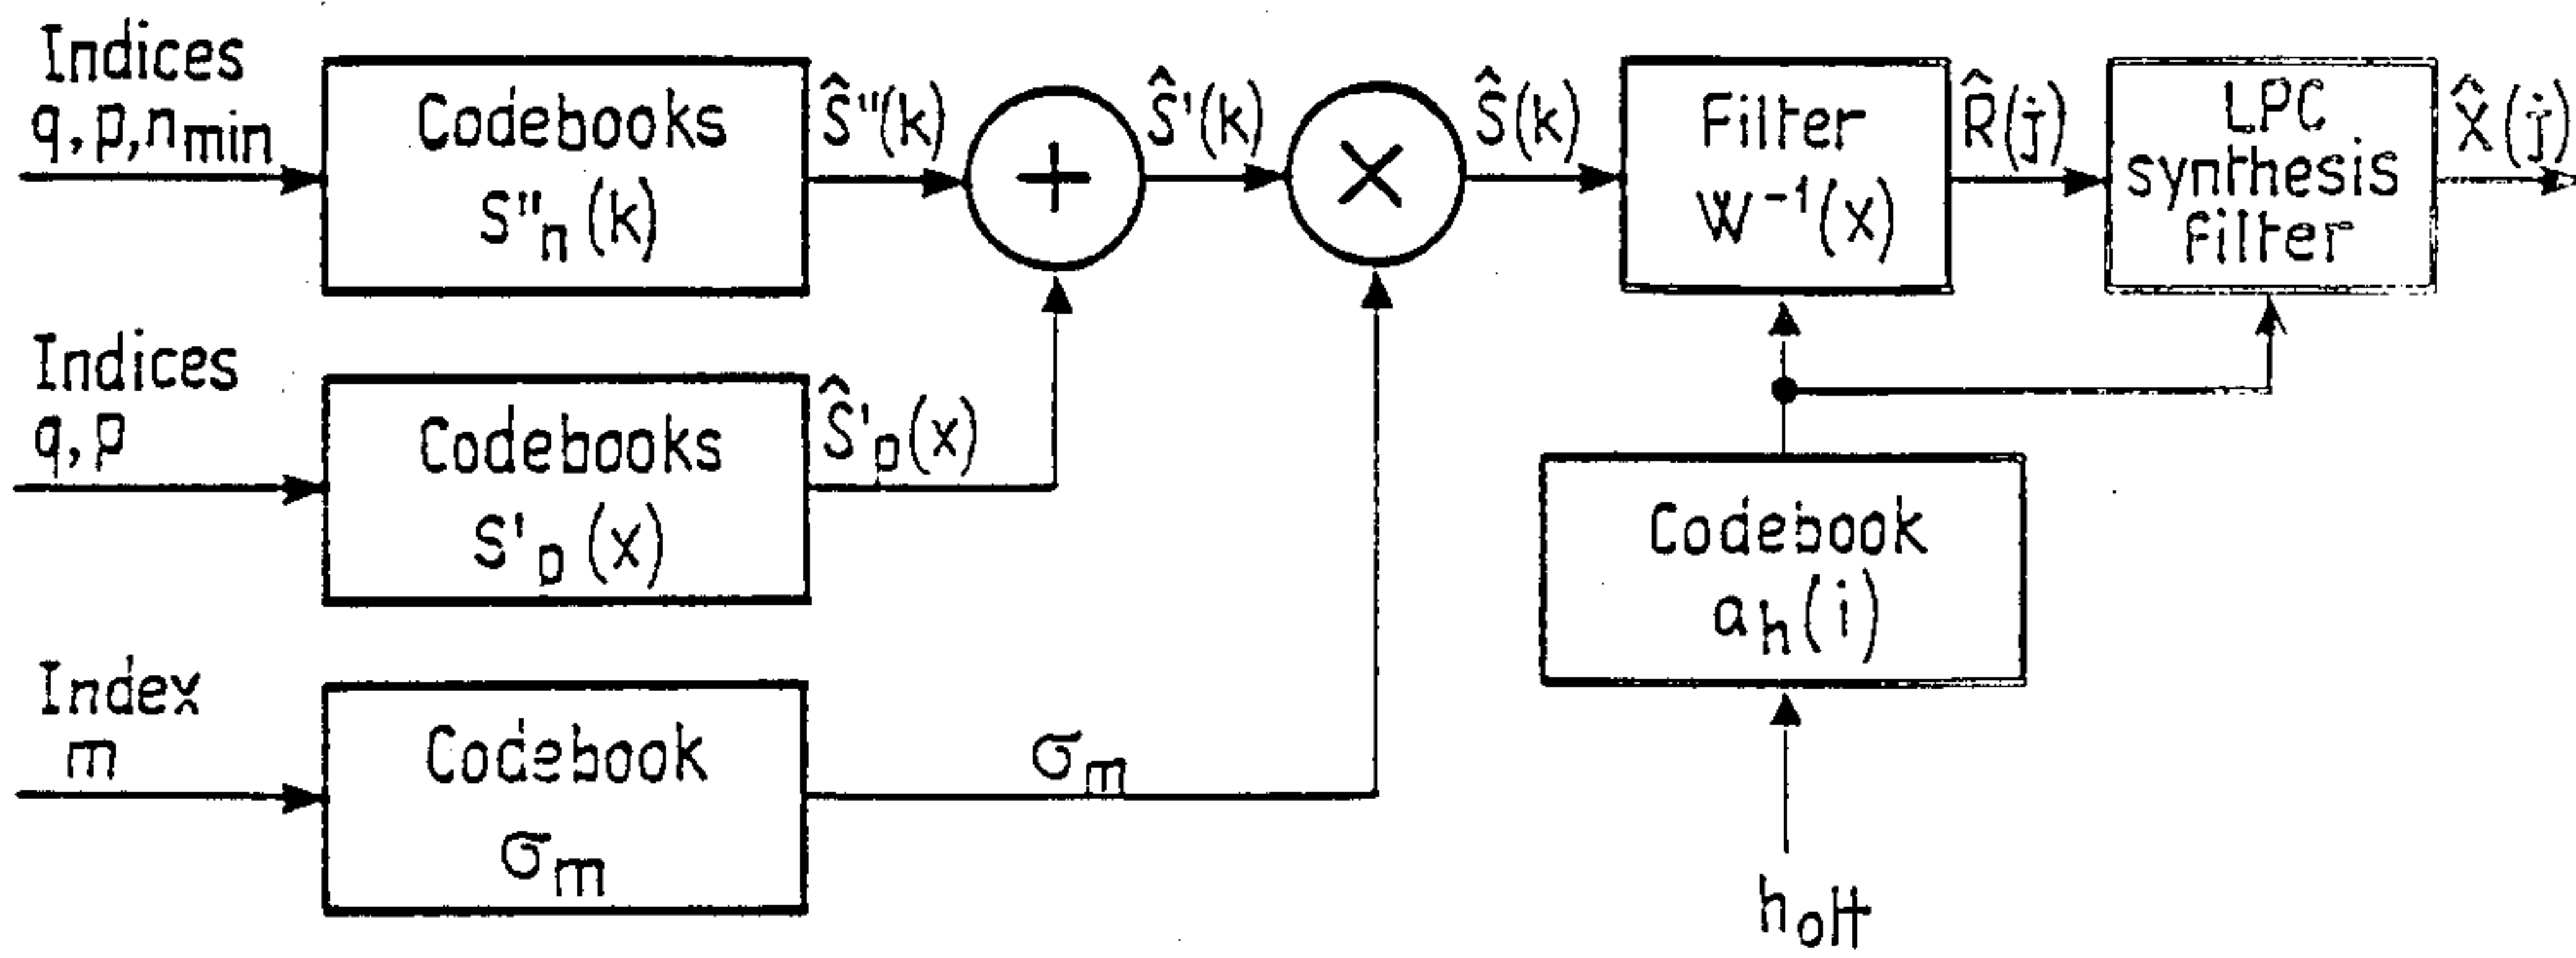 Indices
q, p, n_min
Codebooks
S"_n (k)
Ŝ"(k)
+
Ŝ'(k)
×
Ŝ(k)
Filter
W⁻¹(x)
R̂(j)
LPC
synthesis
filter
X̂(j)
Indices
q, p
Codebooks
S'_p (x)
Ŝ'_p(x)
Codebook
a_h(i)
Index
m
Codebook
σ_m
σ_m